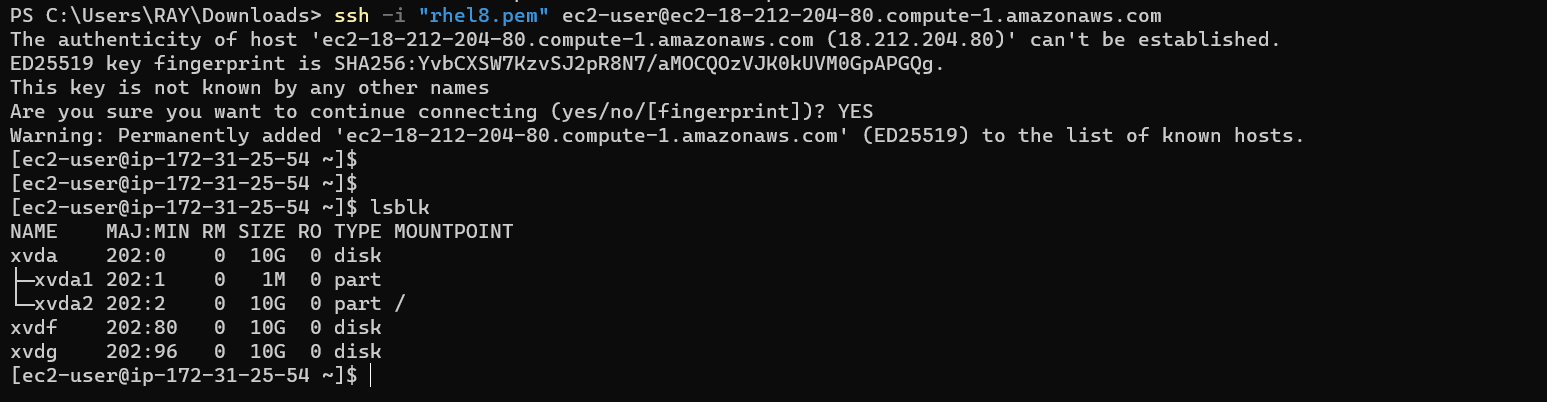 PS C:\Users\RAY\Downloads> ssh -i "rhel8.pem" ec2-user@ec2-18-212-204-80.compute-1.amazonaws.com
The authenticity of host 'ec2-18-212-204-80.compute-1.amazonaws.com (18.212.204.80)' can't be established.
ED25519 key fingerprint is SHA256:YvbCXSW7KzvSJ2pR8N7/aMOCQOzVJK0kUVM0GpAPGQg.
This key is not known by any other names
Are you sure you want to continue connecting (yes/no/[fingerprint])? YES
Warning: Permanently added 'ec2-18-212-204-80.compute-1.amazonaws.com' (ED25519) to the list of known hosts.
[ec2-user@ip-172-31-25-54 ~]$
[ec2-user@ip-172-31-25-54 ~]$
[ec2-user@ip-172-31-25-54 ~]$ lsblk
NAME    MAJ:MIN RM SIZE RO TYPE MOUNTPOINT
xvda    202:0    0  10G  0 disk
├─xvda1 202:1    0   1M  0 part
└─xvda2 202:2    0  10G  0 part /
xvdf    202:80   0  10G  0 disk
xvdg    202:96   0  10G  0 disk
[ec2-user@ip-172-31-25-54 ~]$